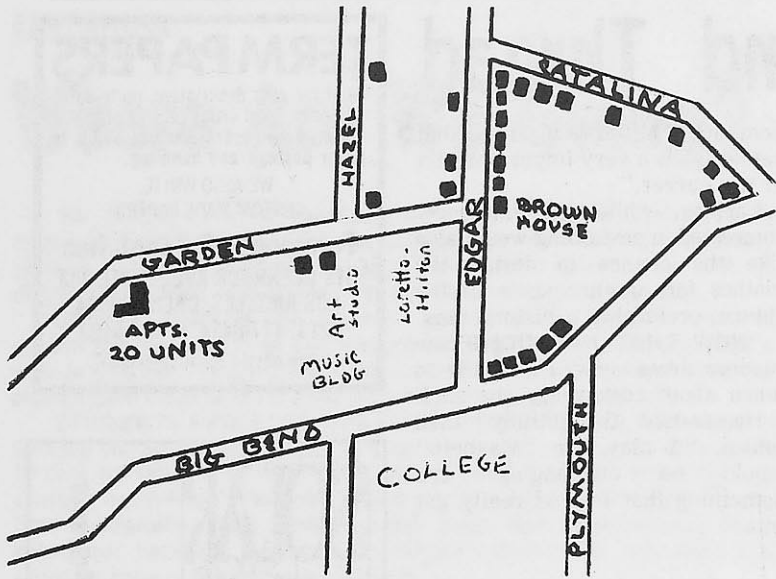 CATALINA
HAZEL
BROWN
HOUSE
EDGAR
GARDEN
Art
Studio
Loretto
Hilton
APTS.
20 UNITS
MUSIC
BLDG
BIG BEND
COLLEGE
PLYMOUTH